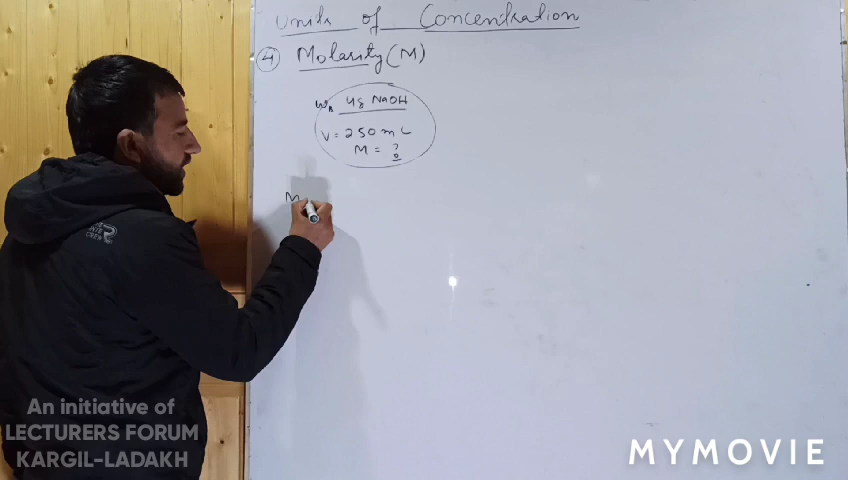 Units of Concentration
4 Molarity (M)
WB 4g NaOH
V = 250 mL
M = ?
M
An initiative of
LECTURERS FORUM
KARGIL-LADAKH
MYMOVIE